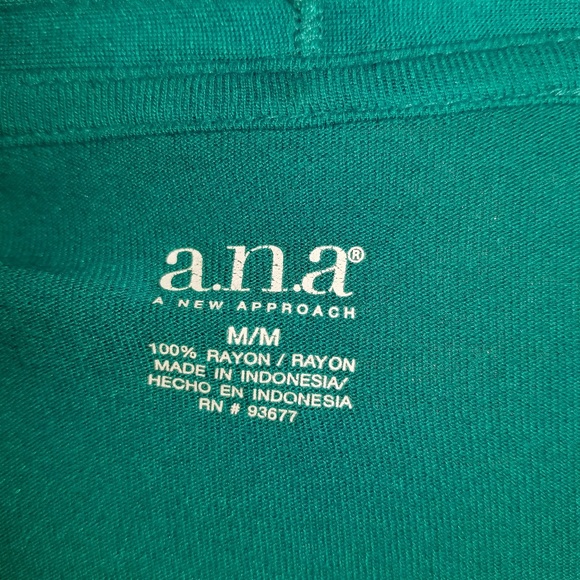 a.n.a®
A NEW APPROACH
M/M
100% RAYON / RAYON
MADE IN INDONESIA/
HECHO EN INDONESIA
RN # 93677